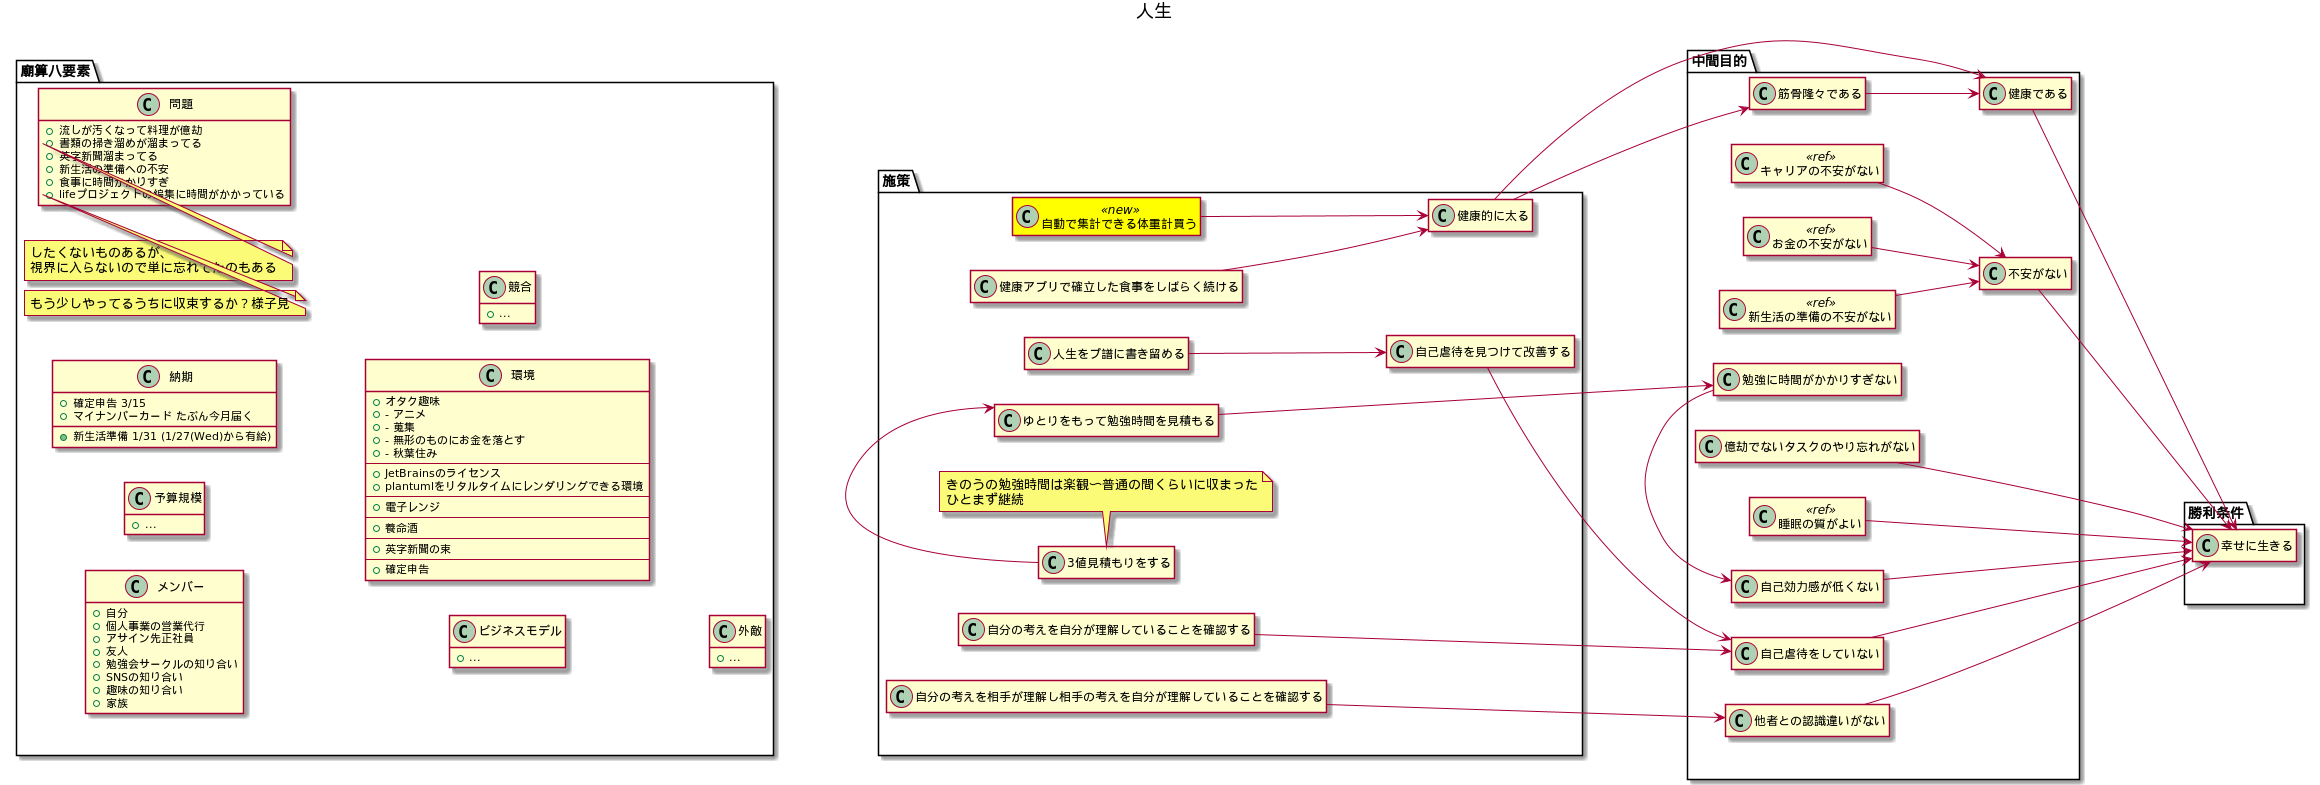 人生
廟算八要素
C 問題
流しが汚くなって料理が億劫
書類の掃き溜めが溜まってる
英字新聞溜まってる
新生活の準備への不安
食事に時間かかりすぎ
lifeプロジェクトの編集に時間がかかっている
したくないものあるが、
視界に入らないので単に忘れてたのもある
もう少しやってるうちに収束するか？様子見
C 競合
...
C 納期
確定申告 3/15
マイナンバーカード たぶん今月届く
新生活準備 1/31 (1/27(Wed)から有給)
C 環境
オタク趣味
- アニメ
- 蒐集
- 無形のものにお金を落とす
- 秋葉住み
JetBrainsのライセンス
plantumlをリタルタイムにレンダリングできる環境
電子レンジ
養命酒
英字新聞の束
確定申告
C 予算規模
...
C メンバー
自分
個人事業の営業代行
アサイン先正社員
友人
勉強会サークルの知り合い
SNSの知り合い
趣味の知り合い
家族
C ビジネスモデル
...
C 外敵
...
施策
C «new»
自動で集計できる体重計買う
C 健康的に太る
C 健康アプリで確立した食事をしばらく続ける
C 人生をプ譜に書き留める
C 自己虐待を見つけて改善する
C ゆとりをもって勉強時間を見積もる
きのうの勉強時間は楽観〜普通の間くらいに収まった
ひとまず継続
C 3値見積もりをする
C 自分の考えを自分が理解していることを確認する
C 自分の考えを相手が理解し相手の考えを自分が理解していることを確認する
中間目的
C 筋骨隆々である
C 健康である
C «ref»
キャリアの不安がない
C «ref»
お金の不安がない
C 不安がない
C «ref»
新生活の準備の不安がない
C 勉強に時間がかかりすぎない
C 億劫でないタスクのやり忘れがない
C «ref»
睡眠の質がよい
C 自己効力感が低くない
C 自己虐待をしていない
C 他者との認識違いがない
勝利条件
C 幸せに生きる